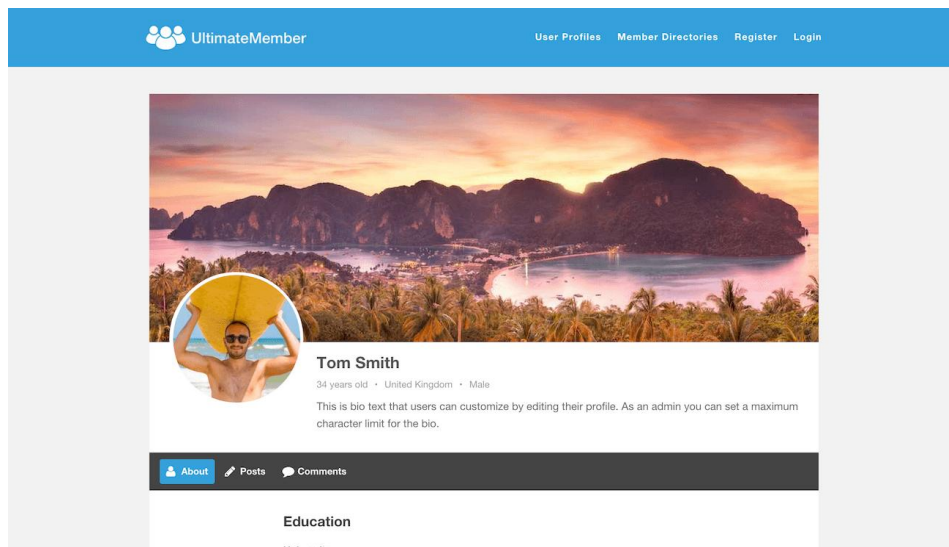 UltimateMember
User Profiles Member Directories Register Login
Tom Smith
34 years old • United Kingdom • Male
This is bio text that users can customize by editing their profile. As an admin you can set a maximum
character limit for the bio.
About Posts Comments
Education